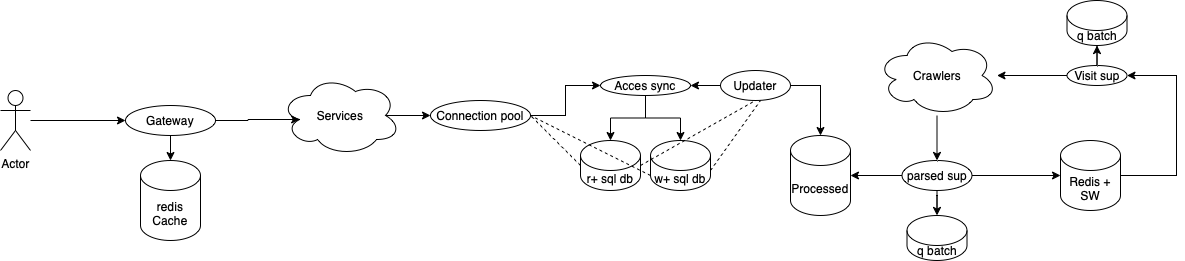 Actor
Gateway
redis
Cache
Services
Connection pool
Acces sync
Updater
r+ sql db
w+ sql db
Processed
Crawlers
parsed sup
q batch
Redis +
SW
Visit sup
q batch